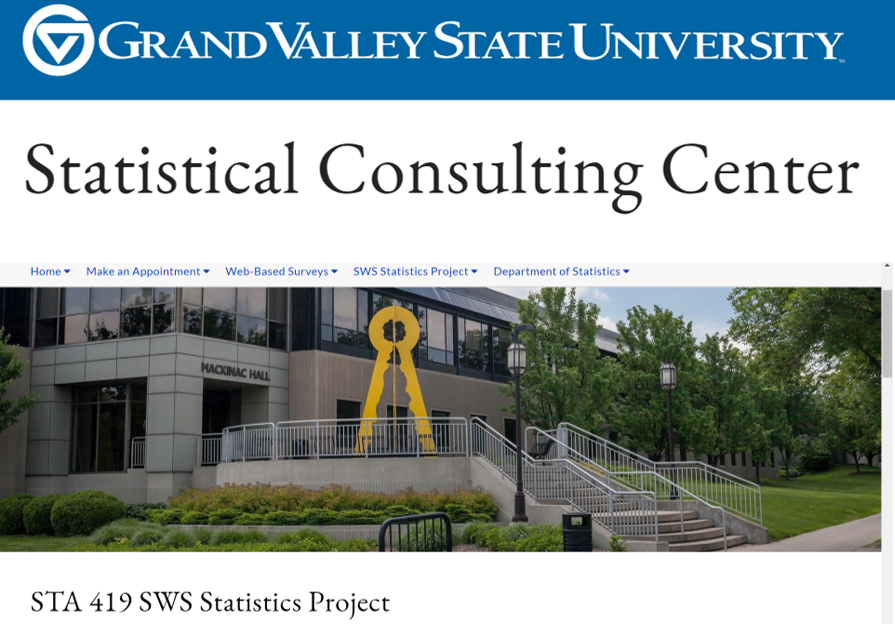 GRAND VALLEY STATE UNIVERSITY™
Statistical Consulting Center
Home Make an Appointment Web-Based Surveys SWS Statistics Project Department of Statistics
MACKINAC HALL
STA 419 SWS Statistics Project